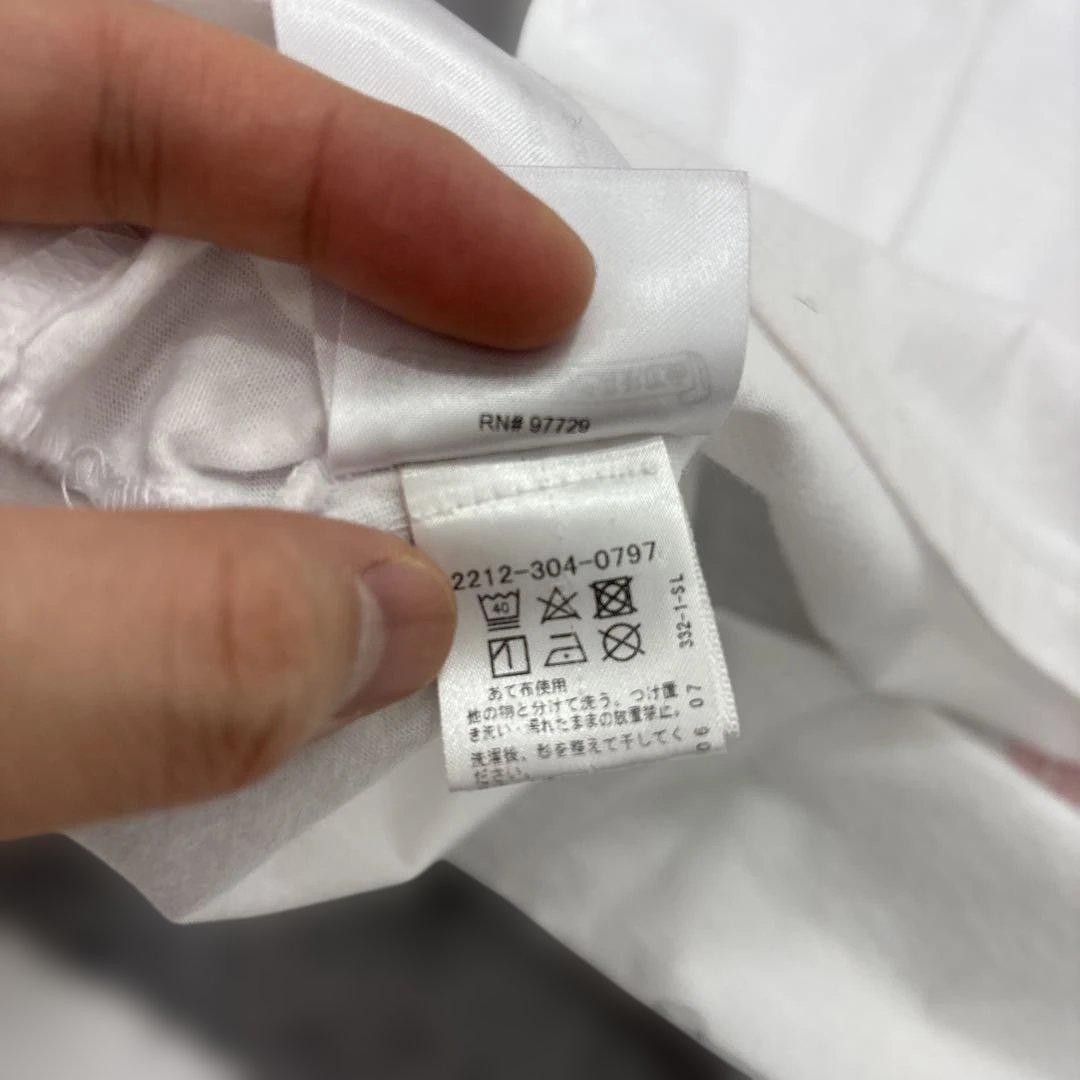 RN# 97729
2212-304-0797
40
332-1-SL
あて布使用
他の物と分けて洗う。つけ置
き洗い・濡れたままの放置禁止。
洗濯後、形を整えて干してく
ださい。
06 07